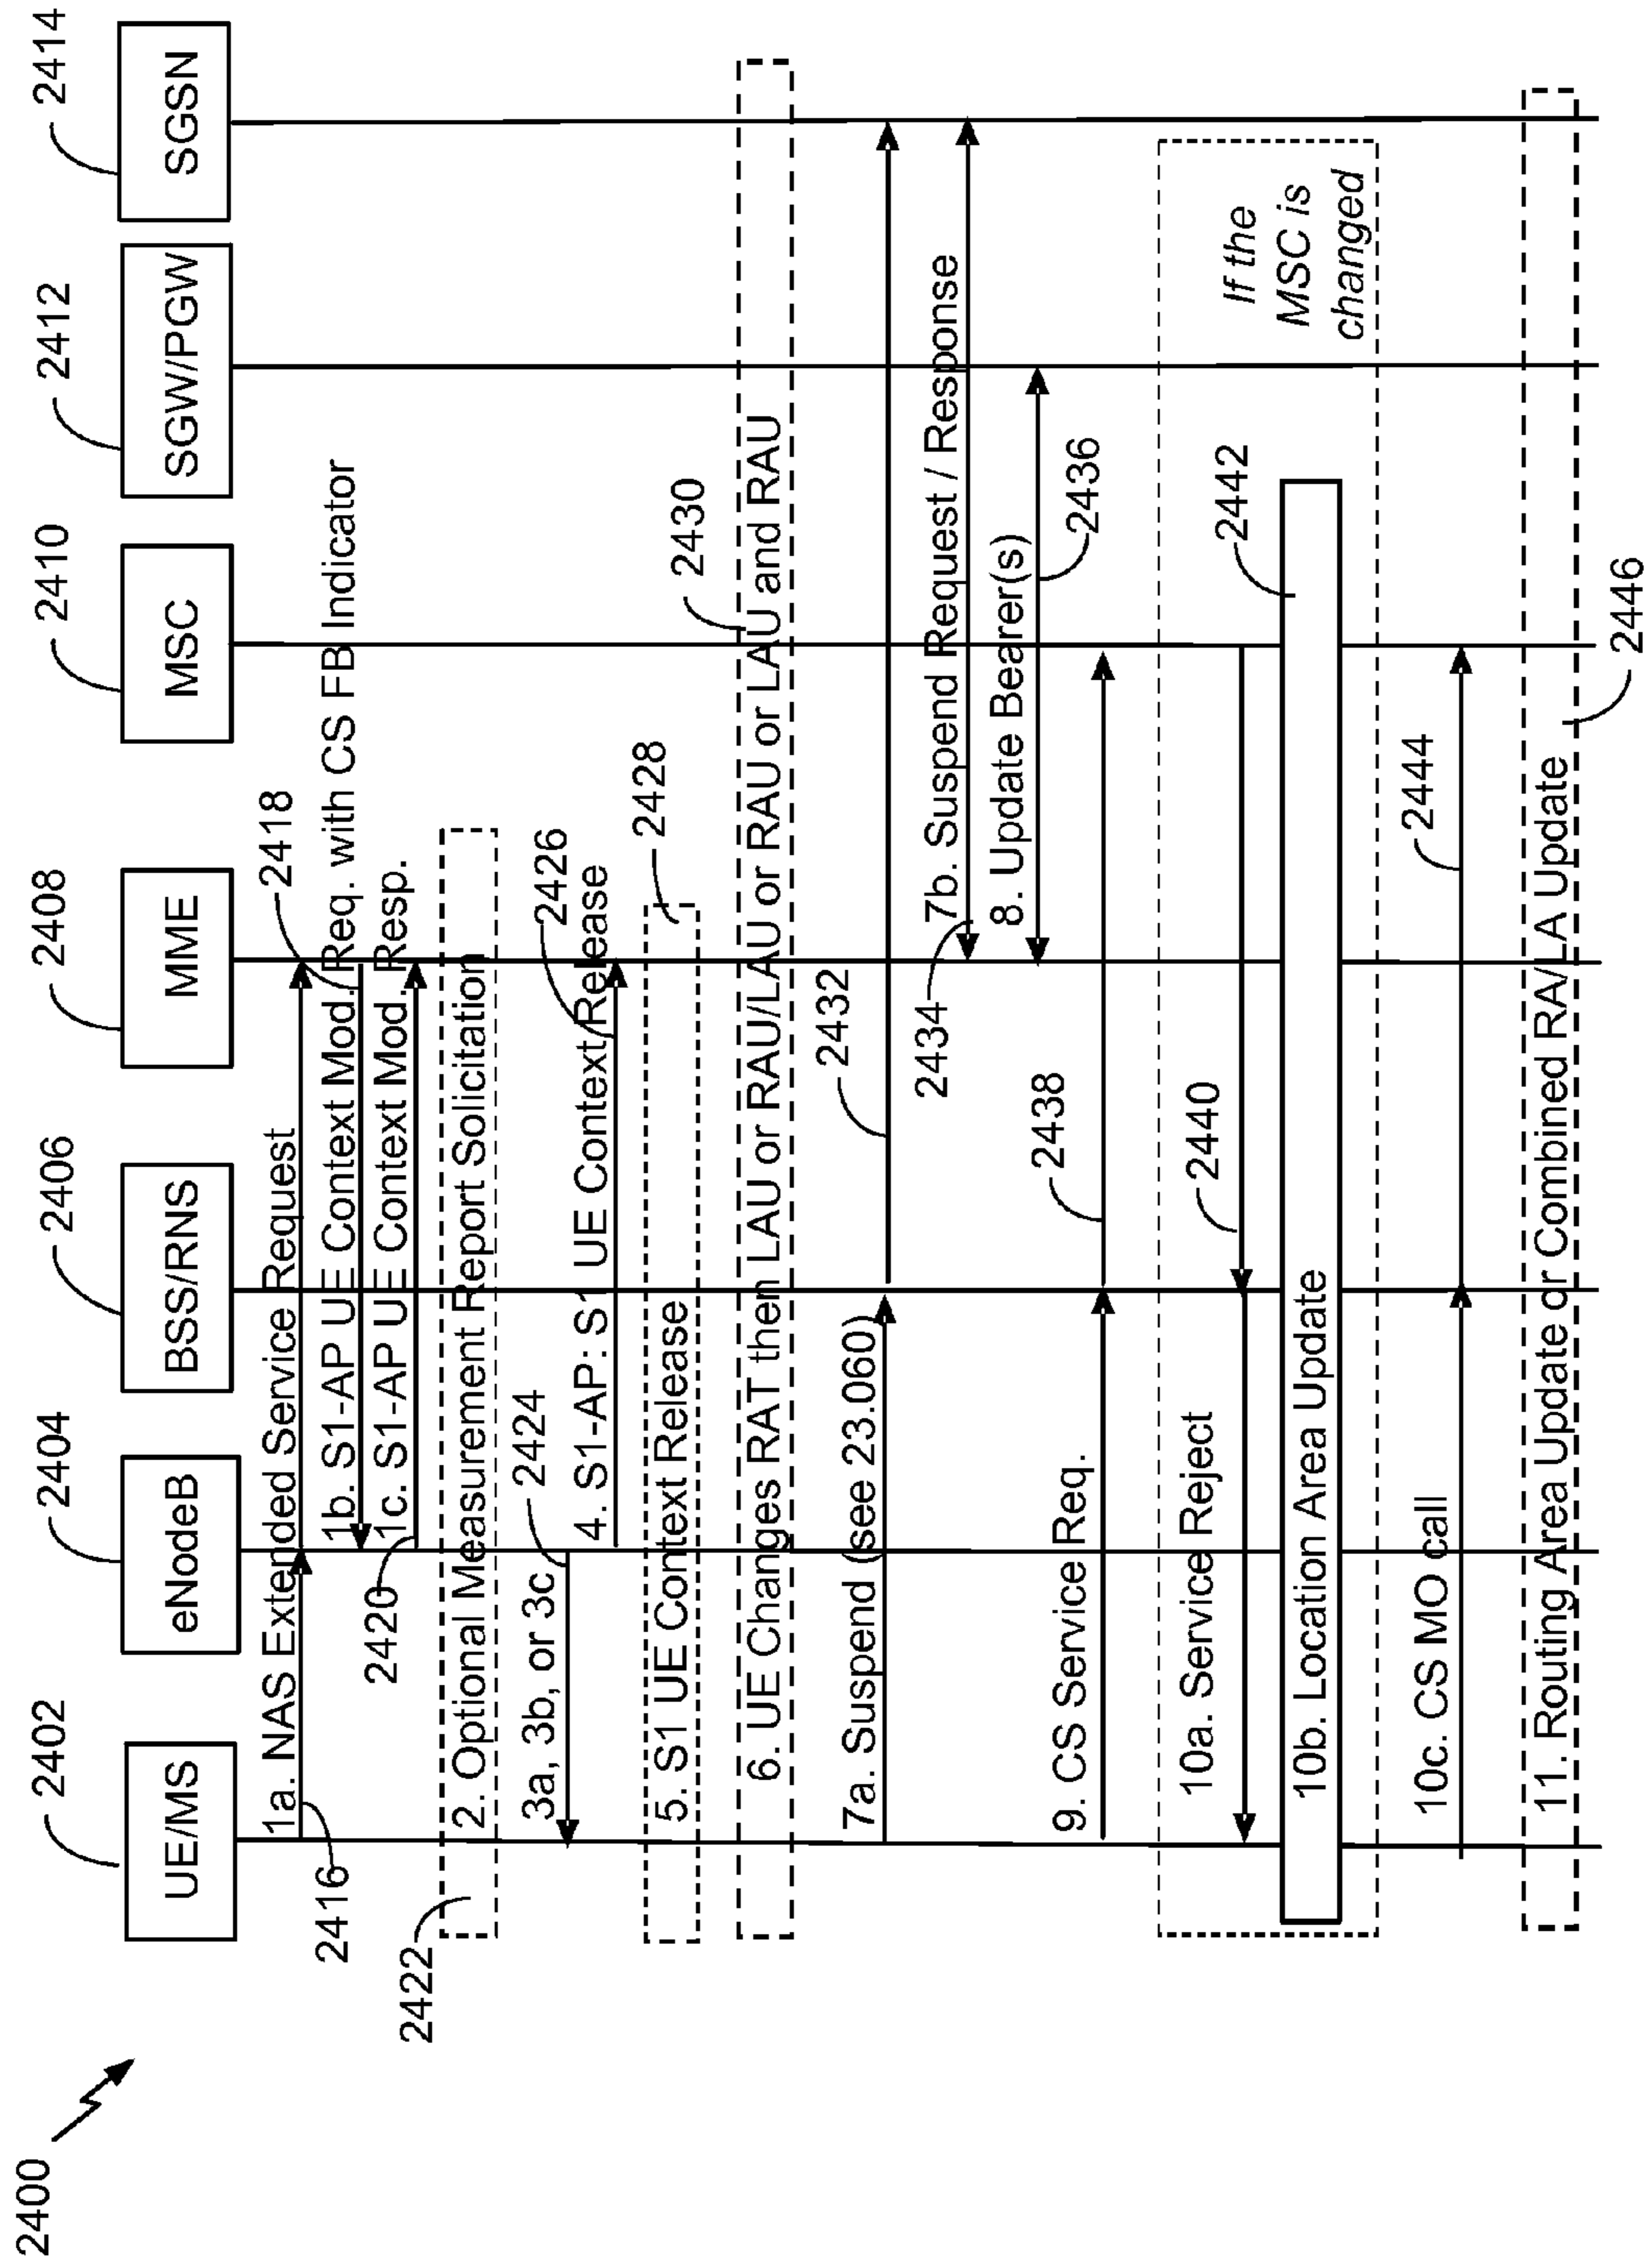 2400
2402
2404
2406
2408
2410
2412
2414
UE/MS
eNodeB
BSS/RNS
MME
MSC
SGW/PGW
SGSN
1a. NAS Extended Service Request
2416
2418
1b. S1-AP UE Context Mod. Req. with CS FB Indicator
1c. S1-AP UE Context Mod. Resp.
2420
2422
2. Optional Measurement Report Solicitation
3a, 3b, or 3c
2424
4. S1-AP: S1 UE Context Release
2426
5. S1 UE Context Release
2428
6. UE Changes RAT then LAU or RAU/LAU or RAU or LAU and RAU
2430
7a. Suspend (see 23.060)
2432
2434
7b. Suspend Request / Response
8. Update Bearer(s)
2436
9. CS Service Req.
2438
10a. Service Reject
2440
If the
MSC is
changed
10b. Location Area Update
2442
10c. CS MO call
2444
11. Routing Area Update or Combined RA/LA Update
2446